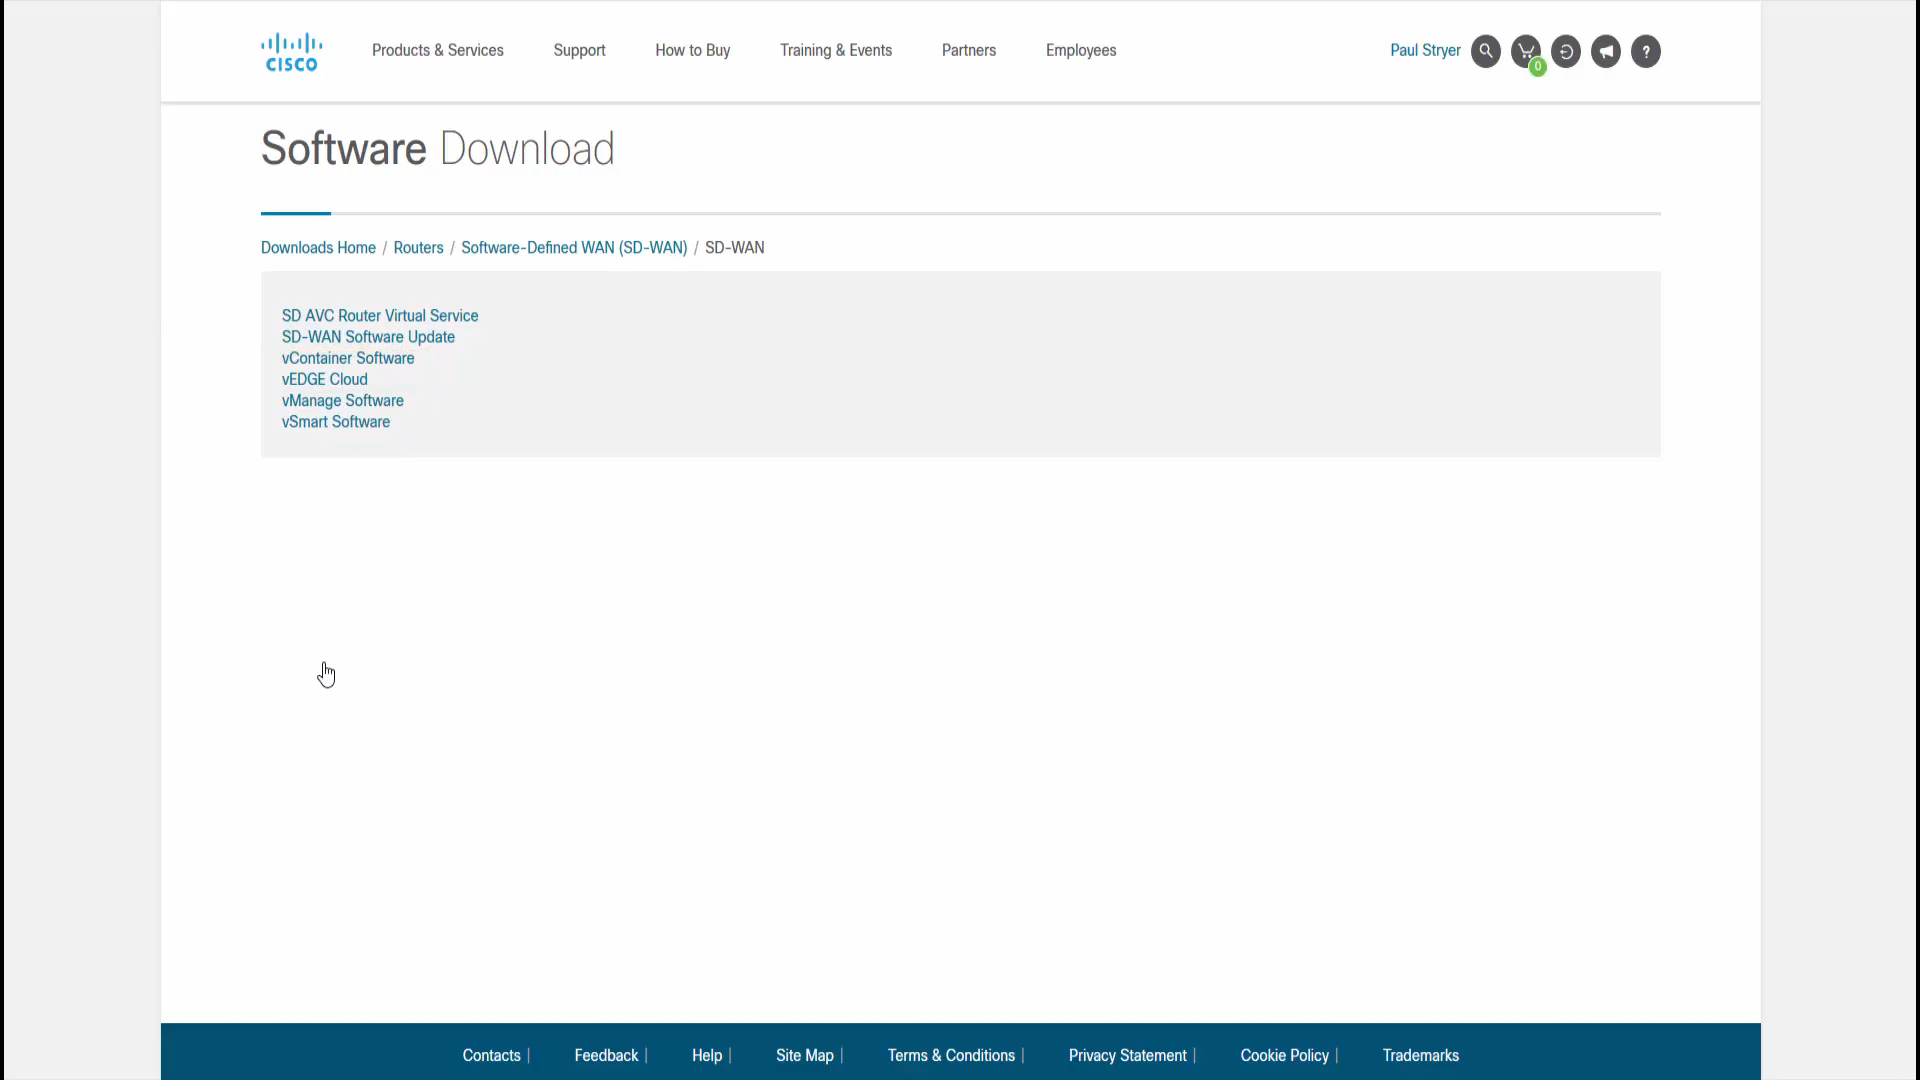 CISCO
Products & Services Support How to Buy Training & Events Partners Employees Paul Stryer 0 ?
Software Download
Downloads Home / Routers / Software-Defined WAN (SD-WAN) / SD-WAN
SD AVC Router Virtual Service
SD-WAN Software Update
vContainer Software
vEDGE Cloud
vManage Software
vSmart Software
Contacts | Feedback | Help | Site Map | Terms & Conditions | Privacy Statement | Cookie Policy | Trademarks